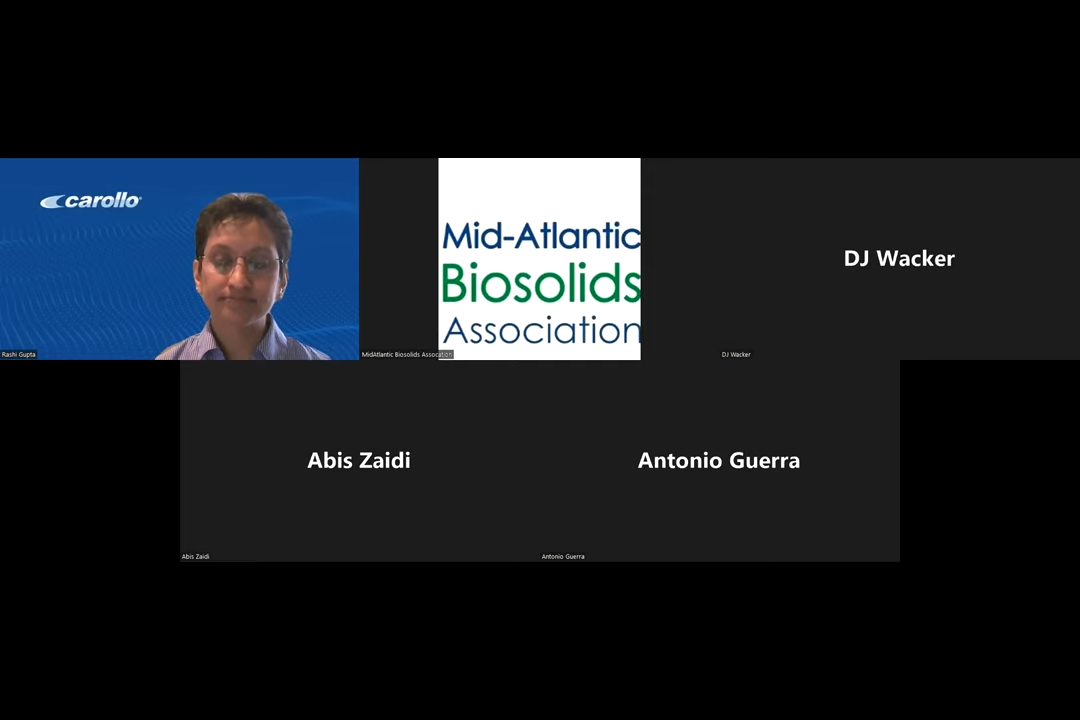 carollo
Rashi Gupta
Mid-Atlantic
Biosolids
Association
MidAtlantic Biosolids Association
DJ Wacker
DJ Wacker
Abis Zaidi
Abis Zaidi
Antonio Guerra
Antonio Guerra